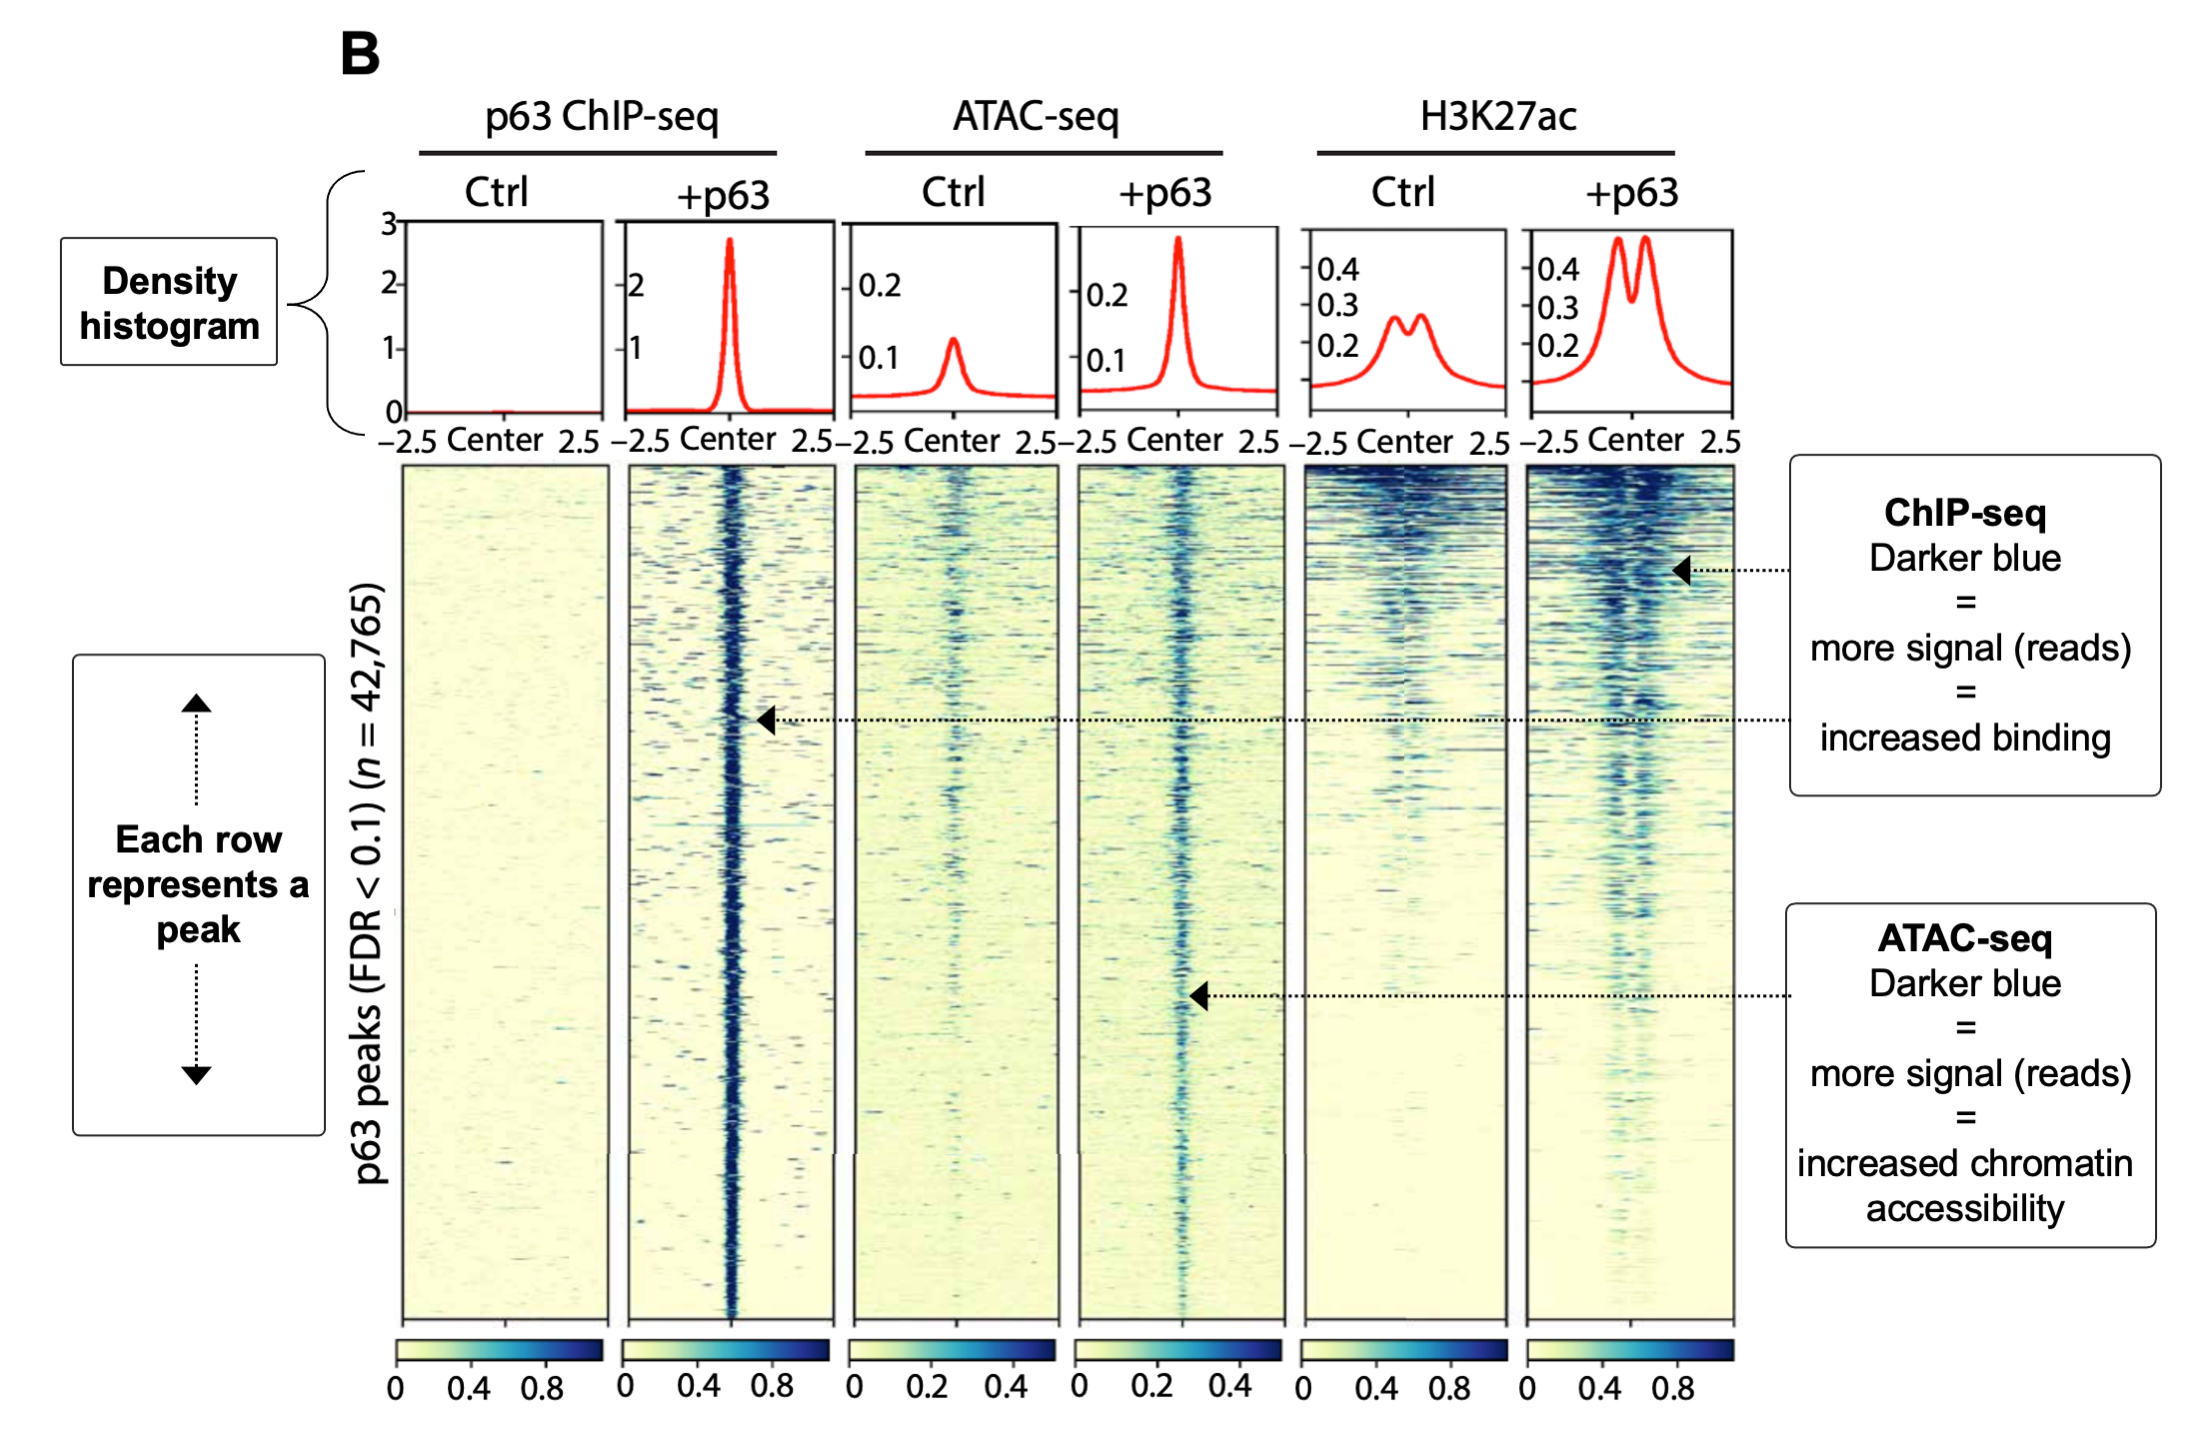 B
p63 ChIP-seq
ATAC-seq
H3K27ac
Ctrl
+p63
Ctrl
+p63
Ctrl
+p63
Density
histogram
3
2
1
0
2
1
0.2
0.1
0.2
0.1
0.4
0.3
0.2
0.4
0.3
0.2
−2.5 Center 2.5
−2.5 Center 2.5
−2.5 Center 2.5
−2.5 Center 2.5
−2.5 Center 2.5
−2.5 Center 2.5
p63 peaks (FDR < 0.1) (n = 42,765)
Each row
represents a
peak
ChIP-seq
Darker blue
=
more signal (reads)
=
increased binding
ATAC-seq
Darker blue
=
more signal (reads)
=
increased chromatin
accessibility
0 0.4 0.8
0 0.4 0.8
0 0.2 0.4
0 0.2 0.4
0 0.4 0.8
0 0.4 0.8